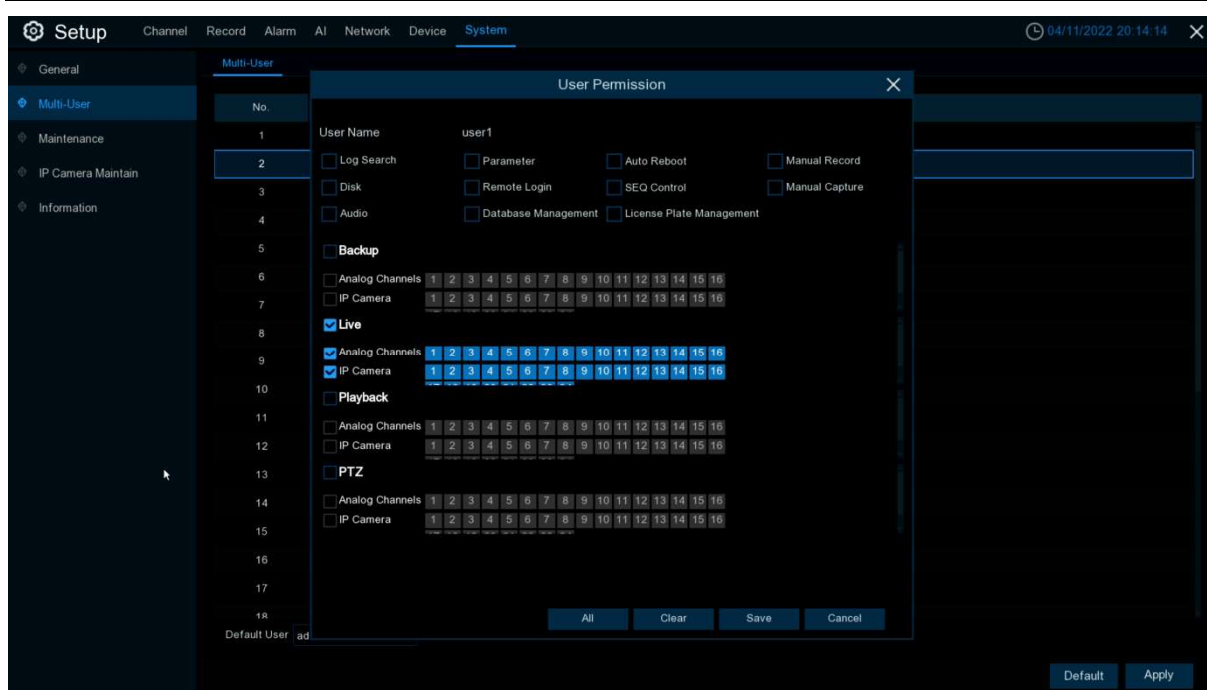 Setup Channel Record Alarm AI Network Device System 04/11/2022 20:14:14
General
Multi-User
Maintenance
IP Camera Maintain
Information
Multi-User
No.
1
2
3
4
5
6
7
8
9
10
11
12
13
14
15
16
17
18
Default User ad
User Permission
User Name user1
Log Search Parameter Auto Reboot Manual Record
Disk Remote Login SEQ Control Manual Capture
Audio Database Management License Plate Management
Backup
Analog Channels 1 2 3 4 5 6 7 8 9 10 11 12 13 14 15 16
IP Camera 1 2 3 4 5 6 7 8 9 10 11 12 13 14 15 16
Live
Analog Channels 1 2 3 4 5 6 7 8 9 10 11 12 13 14 15 16
IP Camera 1 2 3 4 5 6 7 8 9 10 11 12 13 14 15 16
Playback
Analog Channels 1 2 3 4 5 6 7 8 9 10 11 12 13 14 15 16
IP Camera 1 2 3 4 5 6 7 8 9 10 11 12 13 14 15 16
PTZ
Analog Channels 1 2 3 4 5 6 7 8 9 10 11 12 13 14 15 16
IP Camera 1 2 3 4 5 6 7 8 9 10 11 12 13 14 15 16
All Clear Save Cancel
Default Apply